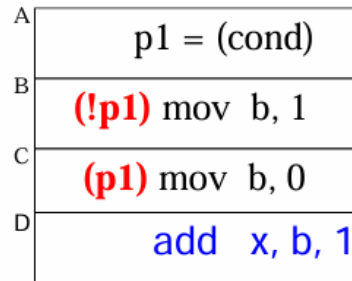 A
p1 = (cond)
B
(!p1) mov b, 1
C
(p1) mov b, 0
D
add x, b, 1